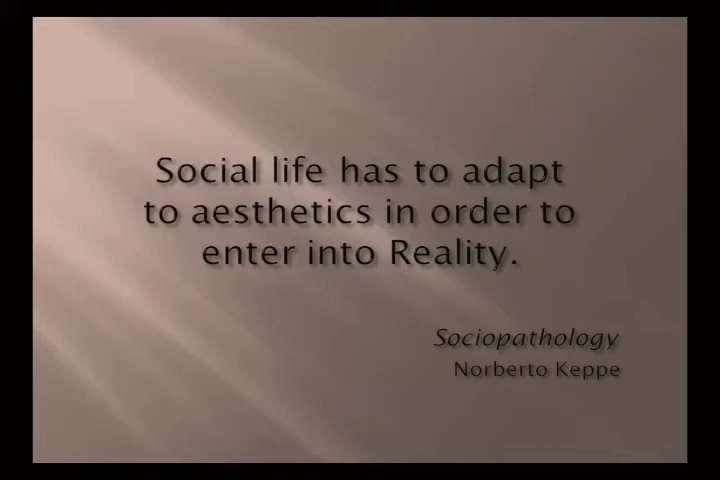 Social life has to adapt
to aesthetics in order to
enter into Reality.
Sociopathology
Norberto Keppe